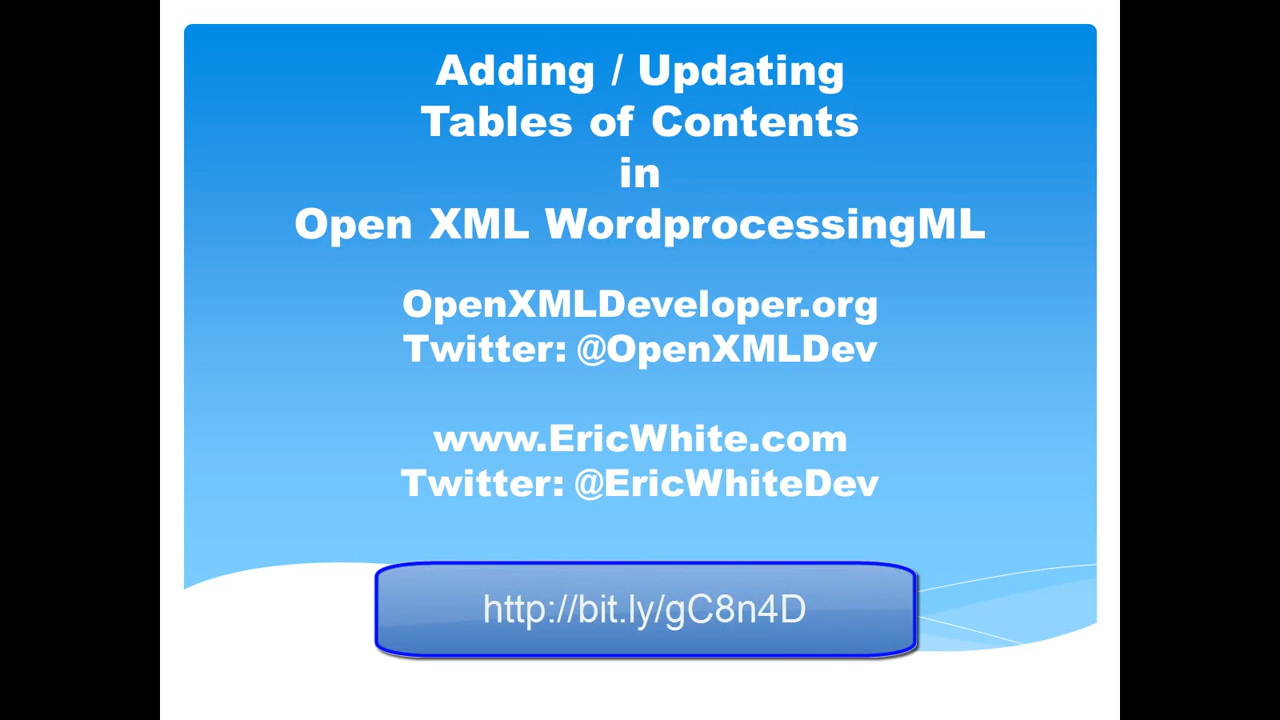 Adding / Updating
Tables of Contents
in
Open XML WordprocessingML
OpenXMLDeveloper.org
Twitter: @OpenXMLDev
www.EricWhite.com
Twitter: @EricWhiteDev
http://bit.ly/gC8n4D